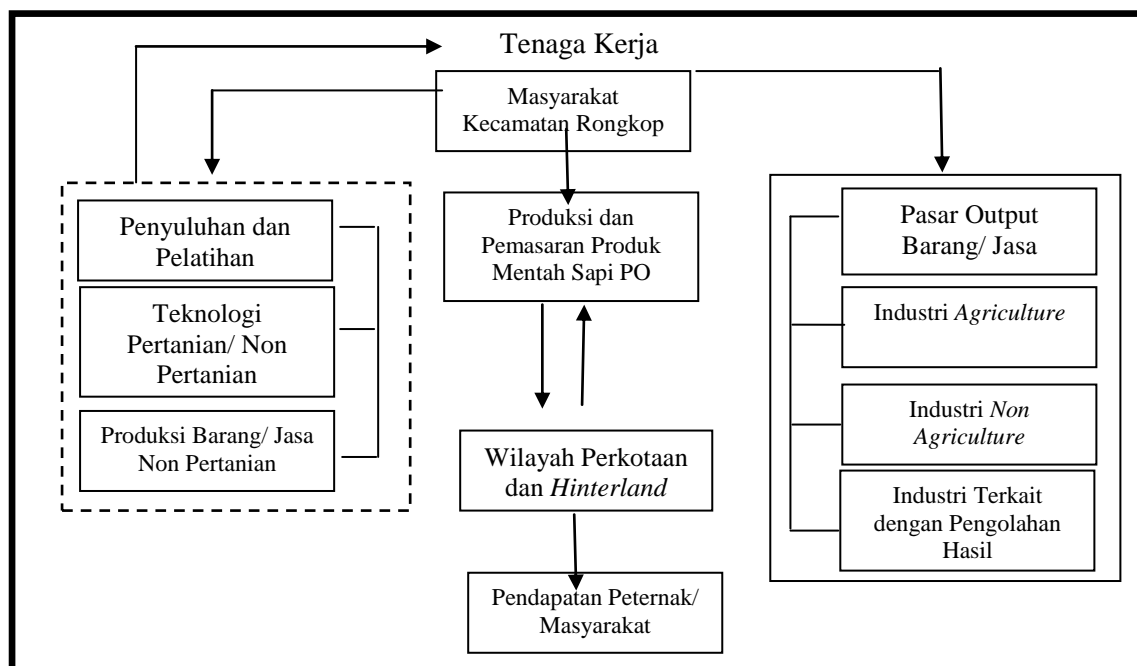 Tenaga Kerja
Masyarakat
Kecamatan Rongkop
Penyuluhan dan
Pelatihan
Teknologi
Pertanian/ Non
Pertanian
Produksi Barang/ Jasa
Non Pertanian
Produksi dan
Pemasaran Produk
Mentah Sapi PO
Wilayah Perkotaan
dan Hinterland
Pendapatan Peternak/
Masyarakat
Pasar Output
Barang/ Jasa
Industri Agriculture
Industri Non
Agriculture
Industri Terkait
dengan Pengolahan
Hasil